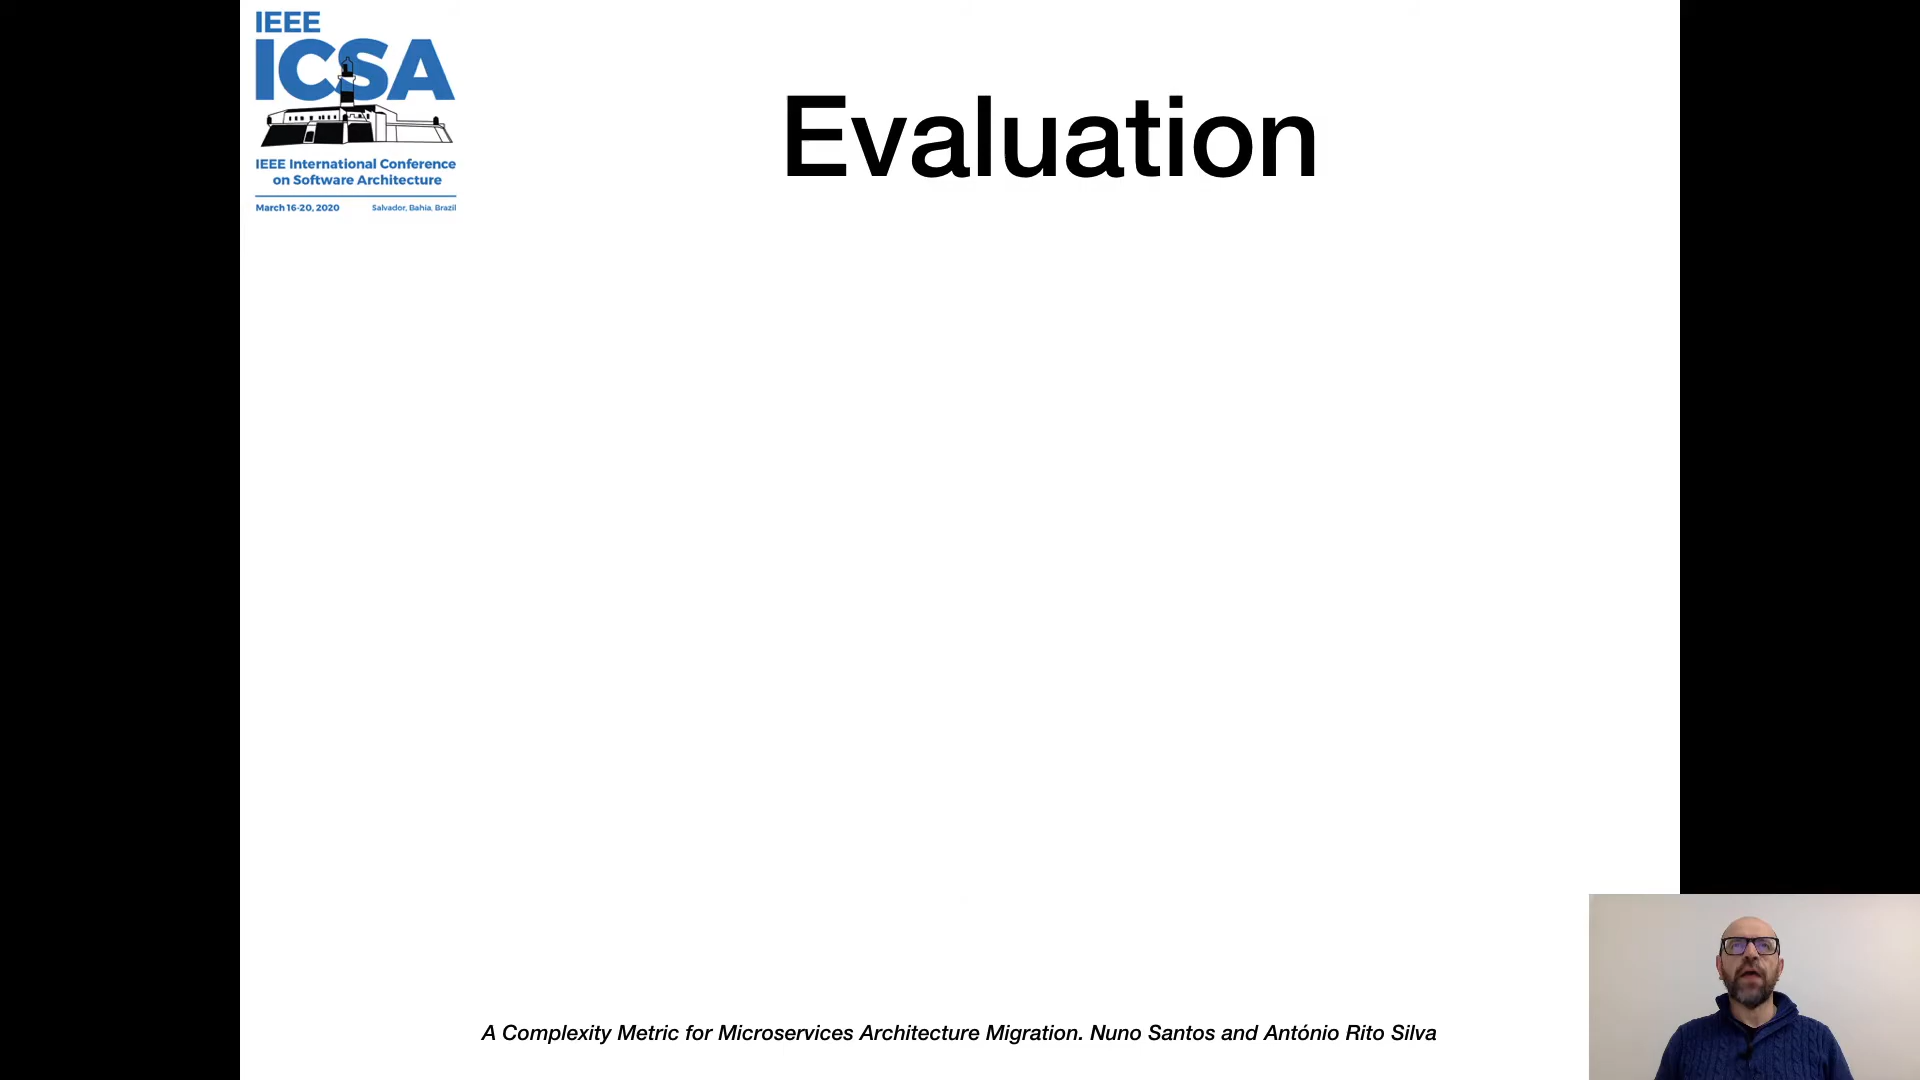 IEEE
ICSA
IEEE International Conference
on Software Architecture
March 16-20, 2020 Salvador, Bahia, Brazil
Evaluation
A Complexity Metric for Microservices Architecture Migration. Nuno Santos and António Rito Silva